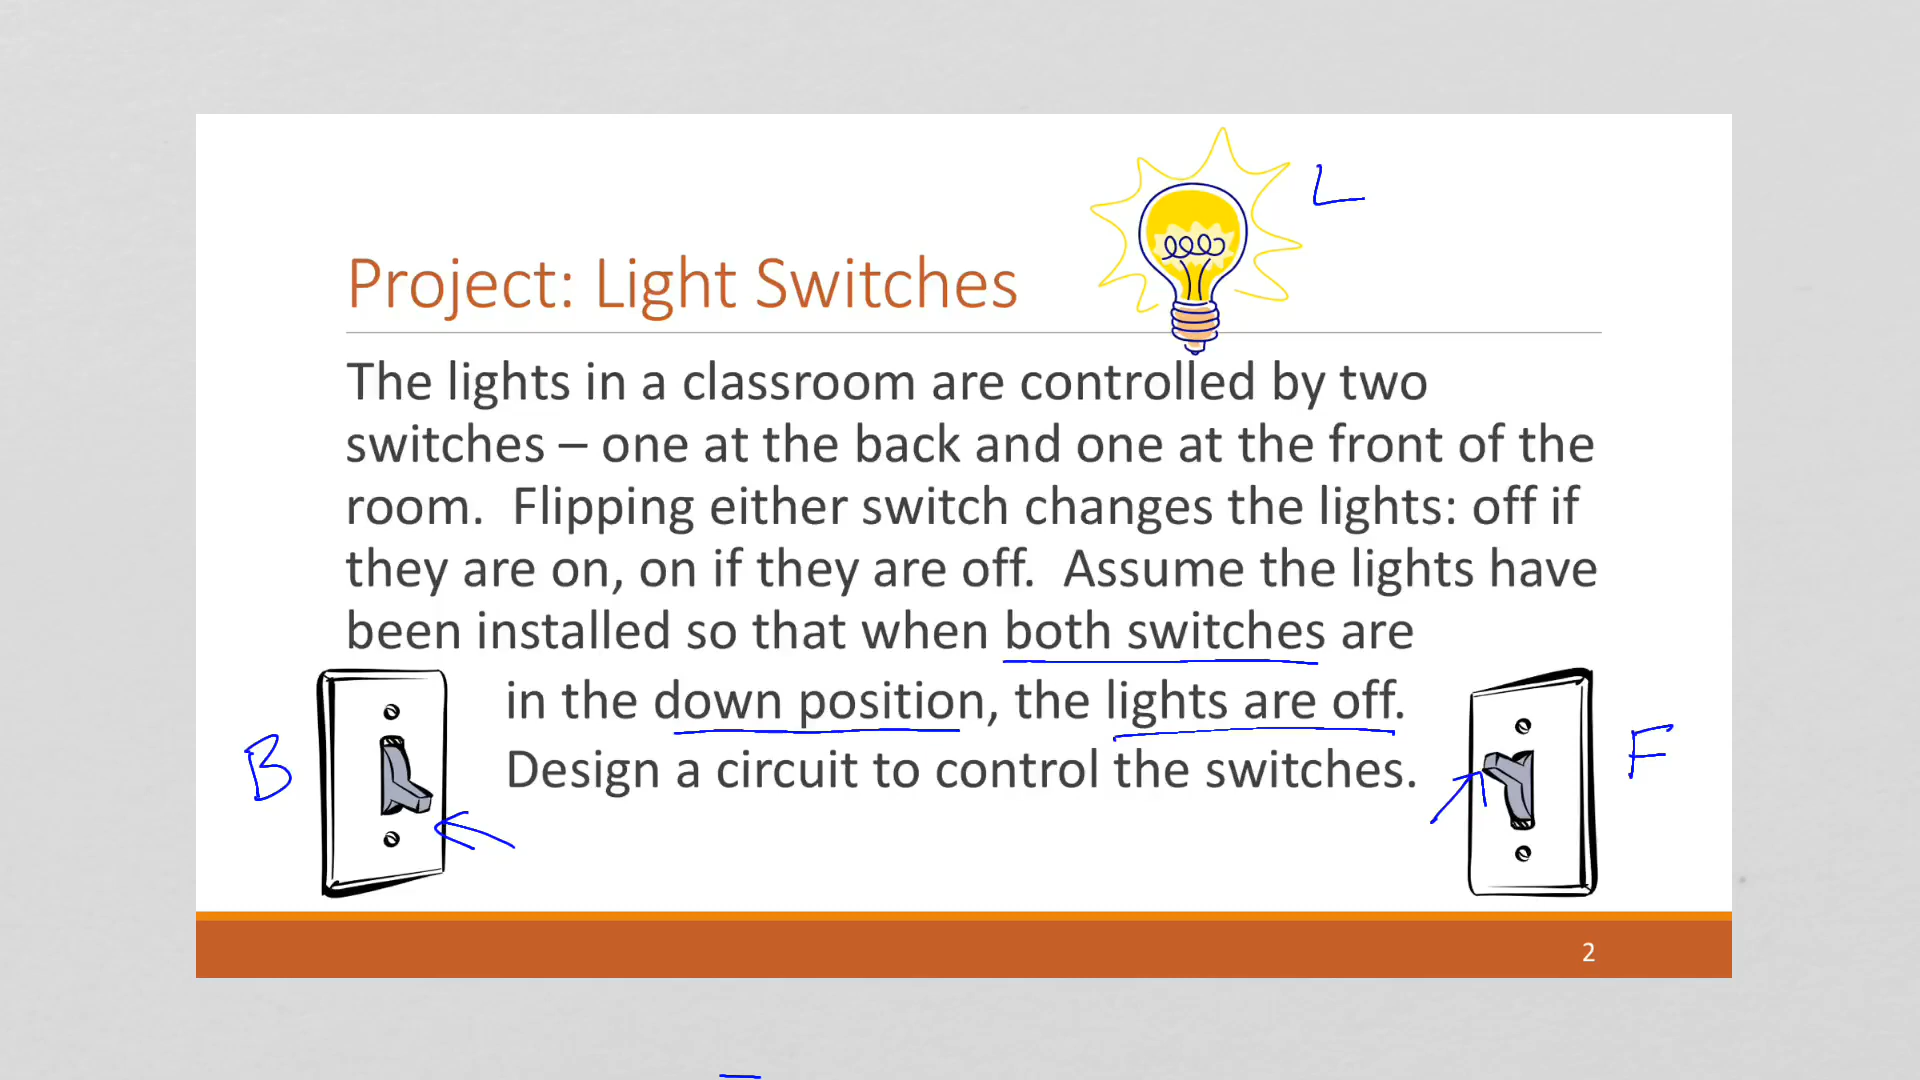 L
Project: Light Switches
The lights in a classroom are controlled by two
switches – one at the back and one at the front of the
room. Flipping either switch changes the lights: off if
they are on, on if they are off. Assume the lights have
been installed so that when both switches are
in the down position, the lights are off.
Design a circuit to control the switches.
B
F
2